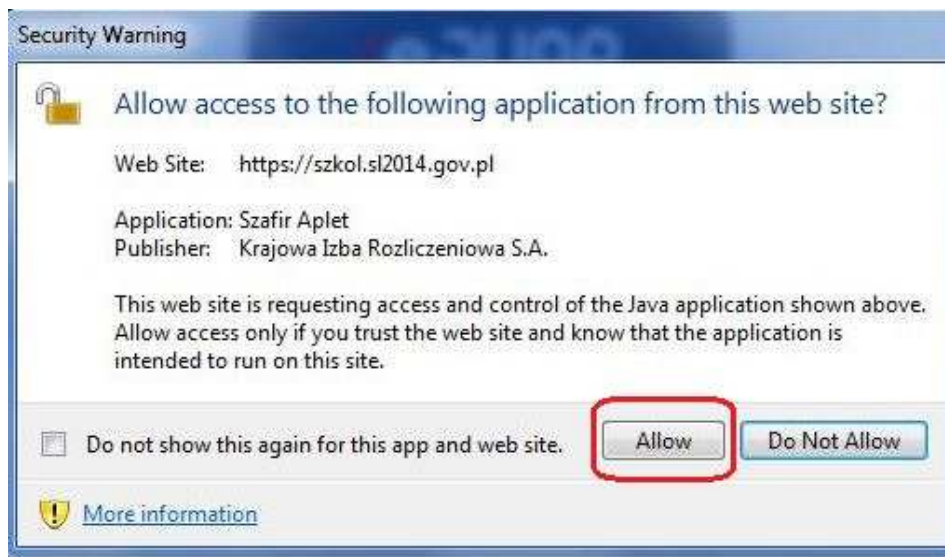 Security Warning
Allow access to the following application from this web site?
Web Site: https://szkol.sl2014.gov.pl
Application: Szafir Aplet
Publisher: Krajowa Izba Rozliczeniowa S.A.
This web site is requesting access and control of the Java application shown above.
Allow access only if you trust the web site and know that the application is
intended to run on this site.
Do not show this again for this app and web site.
Allow
Do Not Allow
More information